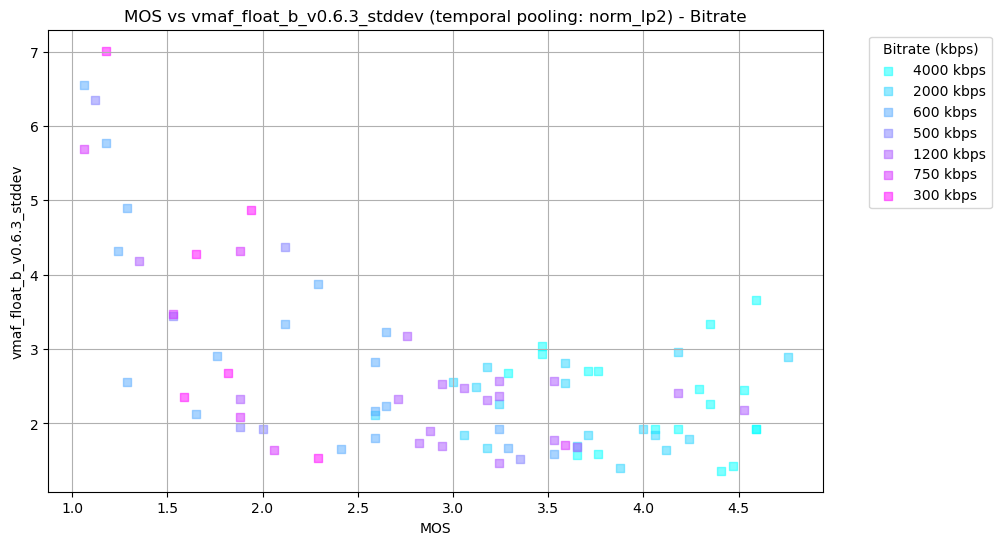 MOS vs vmaf_float_b_v0.6.3_stddev (temporal pooling: norm_lp2) - Bitrate
vmaf_float_b_v0.6.3_stddev
7
6
5
4
3
2
1.0 1.5 2.0 2.5 3.0 3.5 4.0 4.5
MOS
Bitrate (kbps)
4000 kbps
2000 kbps
600 kbps
500 kbps
1200 kbps
750 kbps
300 kbps